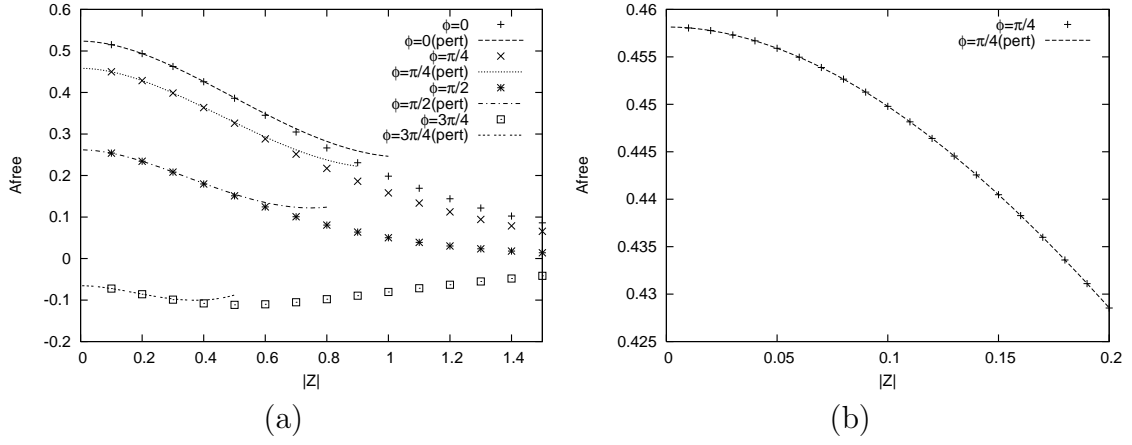 0.6
0.5
0.4
0.3
0.2
0.1
0
-0.1
-0.2
Afree
0 0.2 0.4 0.6 0.8 1 1.2 1.4
|Z|
ϕ=0
ϕ=0(pert)
ϕ=π/4
ϕ=π/4(pert)
ϕ=π/2
ϕ=π/2(pert)
ϕ=3π/4
ϕ=3π/4(pert)
(a)
0.46
0.455
0.45
0.445
0.44
0.435
0.43
0.425
Afree
0 0.05 0.1 0.15 0.2
|Z|
ϕ=π/4
ϕ=π/4(pert)
(b)